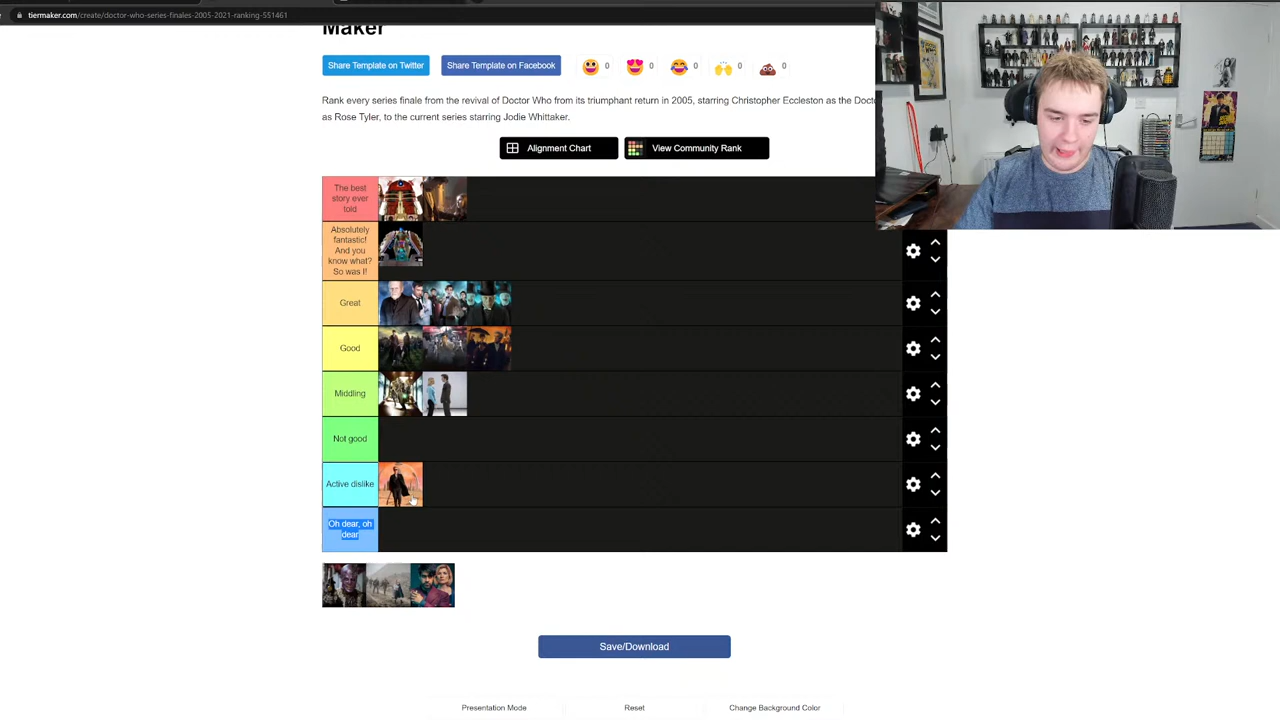 tiermaker.com/create/doctor-who-series-finales-2005-2021-ranking-551461
Maker
Share Template on Twitter
Share Template on Facebook
0
0
0
0
0
Rank every series finale from the revival of Doctor Who from its triumphant return in 2005, starring Christopher Eccleston as the Docto
as Rose Tyler, to the current series starring Jodie Whittaker.
Alignment Chart
View Community Rank
The best
story ever
told
Absolutely
fantastic!
And you
know what?
So was I!
Great
Good
Middling
Not good
Active dislike
Oh dear, oh
dear
Save/Download
Presentation Mode
Reset
Change Background Color